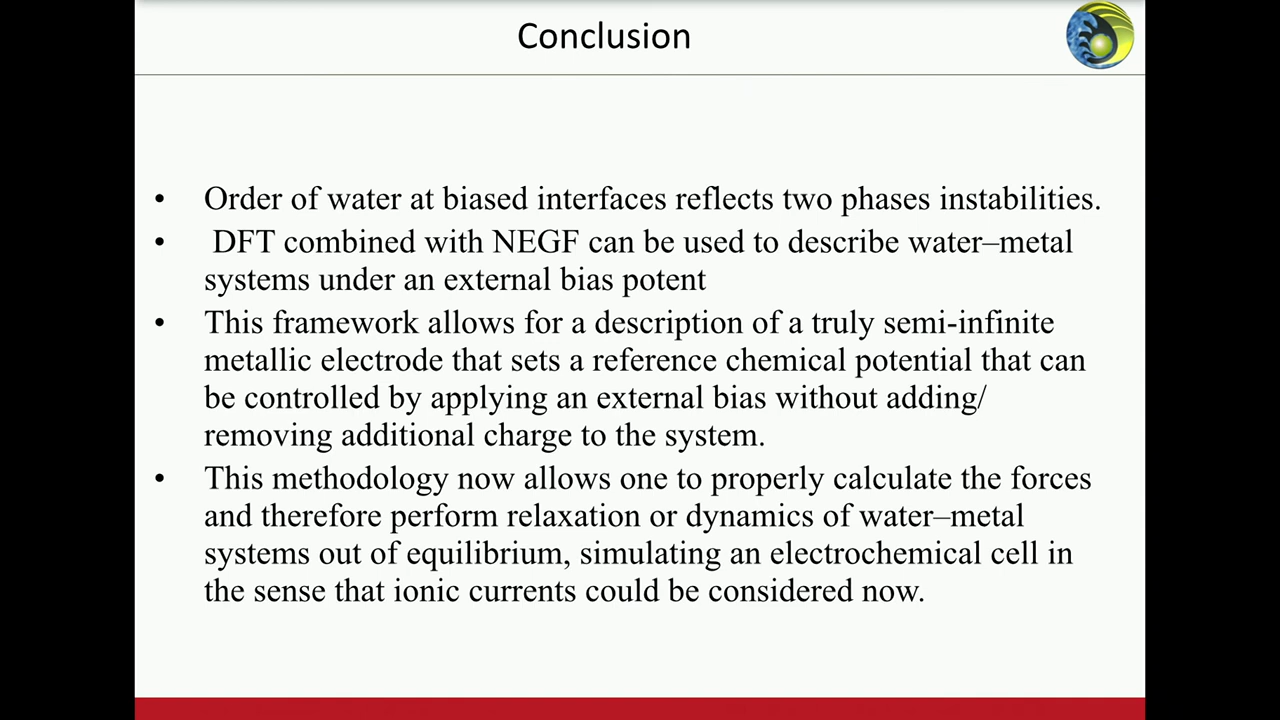 Conclusion
• Order of water at biased interfaces reflects two phases instabilities.
• DFT combined with NEGF can be used to describe water–metal
systems under an external bias potent
• This framework allows for a description of a truly semi-infinite
metallic electrode that sets a reference chemical potential that can
be controlled by applying an external bias without adding/
removing additional charge to the system.
• This methodology now allows one to properly calculate the forces
and therefore perform relaxation or dynamics of water–metal
systems out of equilibrium, simulating an electrochemical cell in
the sense that ionic currents could be considered now.